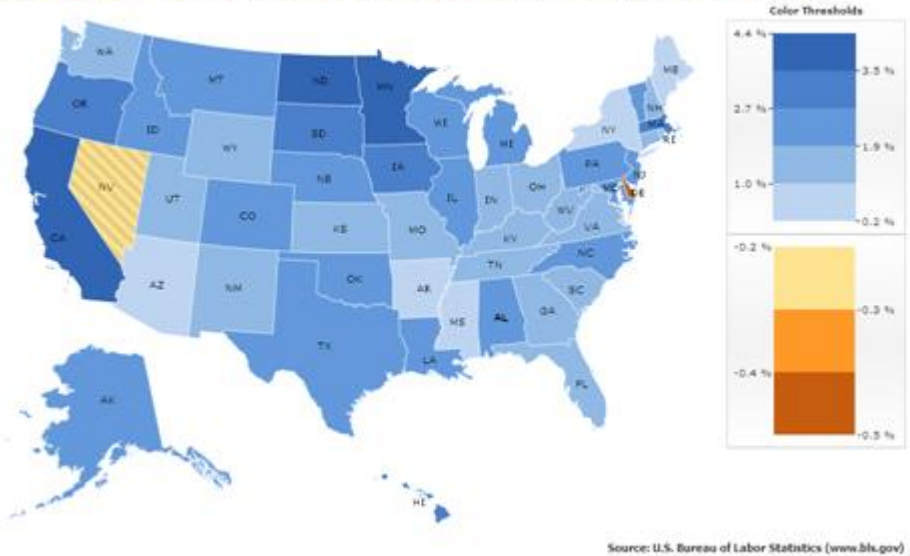 Color Thresholds
4.4 %
3.5 %
2.7 %
1.9 %
1.0 %
0.2 %
-0.2 %
-0.3 %
-0.4 %
-0.5 %
WA
MT
ND
MN
OR
ID
SD
WI
MI
WY
IA
NB
NV
UT
CO
KS
MO
IL
IN
OH
PA
NY
ME
NH
MA
RI
NJ
DE
WV
VA
KY
TN
NC
SC
CA
AZ
NM
OK
AR
MS
AL
GA
TX
LA
FL
AK
HI
Source: U.S. Bureau of Labor Statistics (www.bls.gov)